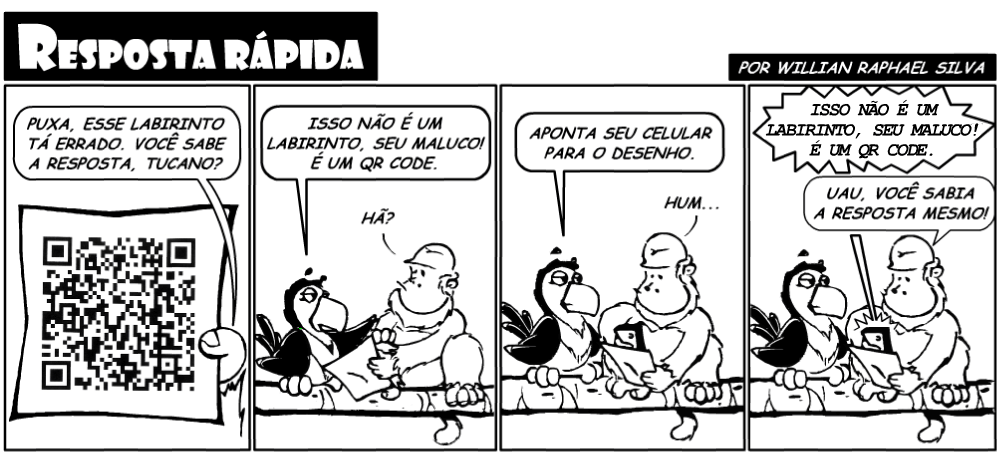 RESPOSTA RÁPIDA
POR WILLIAN RAPHAEL SILVA
PUXA, ESSE LABIRINTO
TÁ ERRADO. VOCÊ SABE
A RESPOSTA, TUCANO?
ISSO NÃO É UM
LABIRINTO, SEU MALUCO!
É UM QR CODE.
HÃ?
APONTA SEU CELULAR
PARA O DESENHO.
HUM...
ISSO NÃO É UM
LABIRINTO, SEU MALUCO!
É UM QR CODE.
UAU, VOCÊ SABIA
A RESPOSTA MESMO!